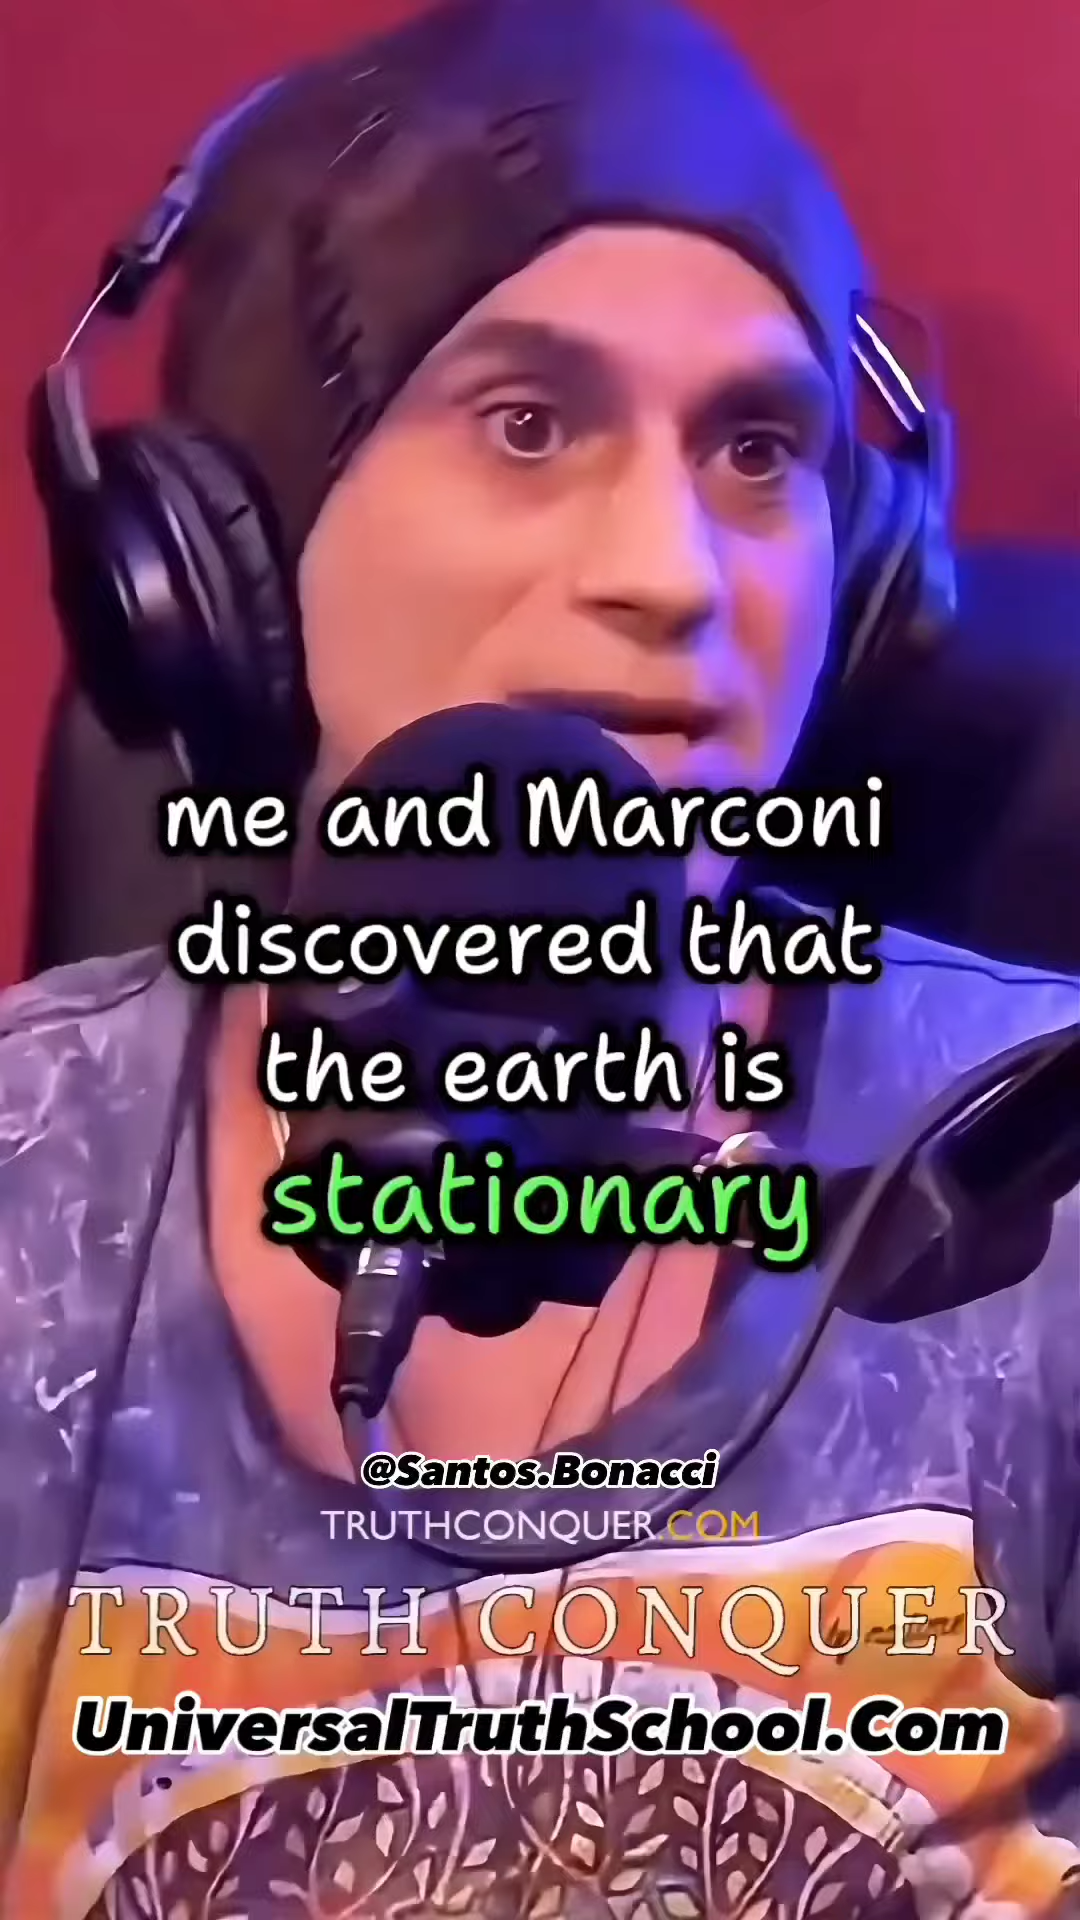 me and Marconi
discovered that
the earth is
stationary
@Santos.Bonacci
TRUTHCONQUER.COM
TRUTH CONQUER
UniversalTruthSchool.Com